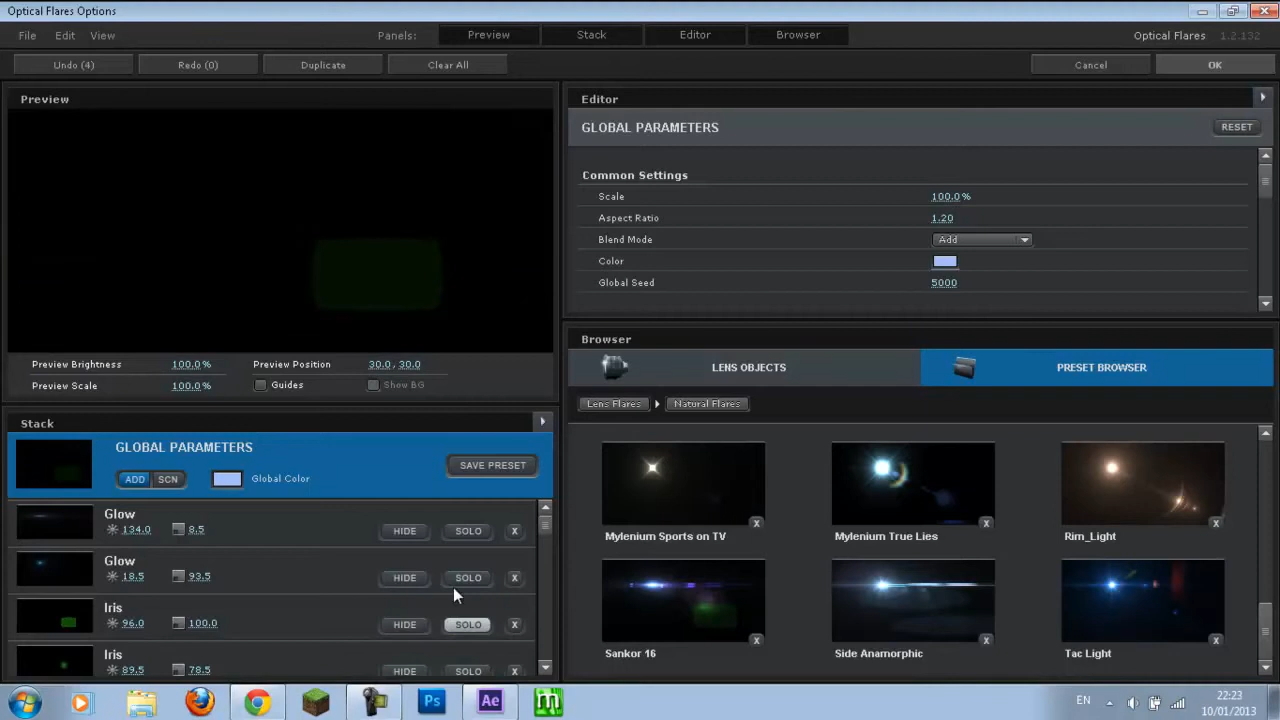 Optical Flares Options
File Edit View
Panels: Preview Stack Editor Browser
Optical Flares 1.2.132
Undo (4) Redo (0) Duplicate Clear All
Cancel OK
Preview
Preview Brightness 100.0% Preview Position 30.0, 30.0
Preview Scale 100.0% Guides Show BG
Stack
GLOBAL PARAMETERS
ADD SCN Global Color SAVE PRESET
Glow
134.0 8.5 HIDE SOLO X
Glow
18.5 93.5 HIDE SOLO X
Iris
96.0 100.0 HIDE SOLO X
Iris
89.5 78.5 HIDE SOLO X
Editor
GLOBAL PARAMETERS RESET
Common Settings
Scale 100.0%
Aspect Ratio 1.20
Blend Mode Add
Color
Global Seed 5000
Browser
LENS OBJECTS PRESET BROWSER
Lens Flares Natural Flares
X X X
Mylenium Sports on TV Mylenium True Lies Rim_Light
X X X
Sankor 16 Side Anamorphic Tac Light
Ps Ae m
EN 22:23
10/01/2013